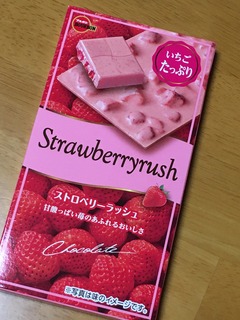 BOURBON
いちご
たっぷり
Strawberryrush
ストロベリーラッシュ
甘酸っぱい苺のあふれるおいしさ
Chocolate
※写真は味のイメージです。